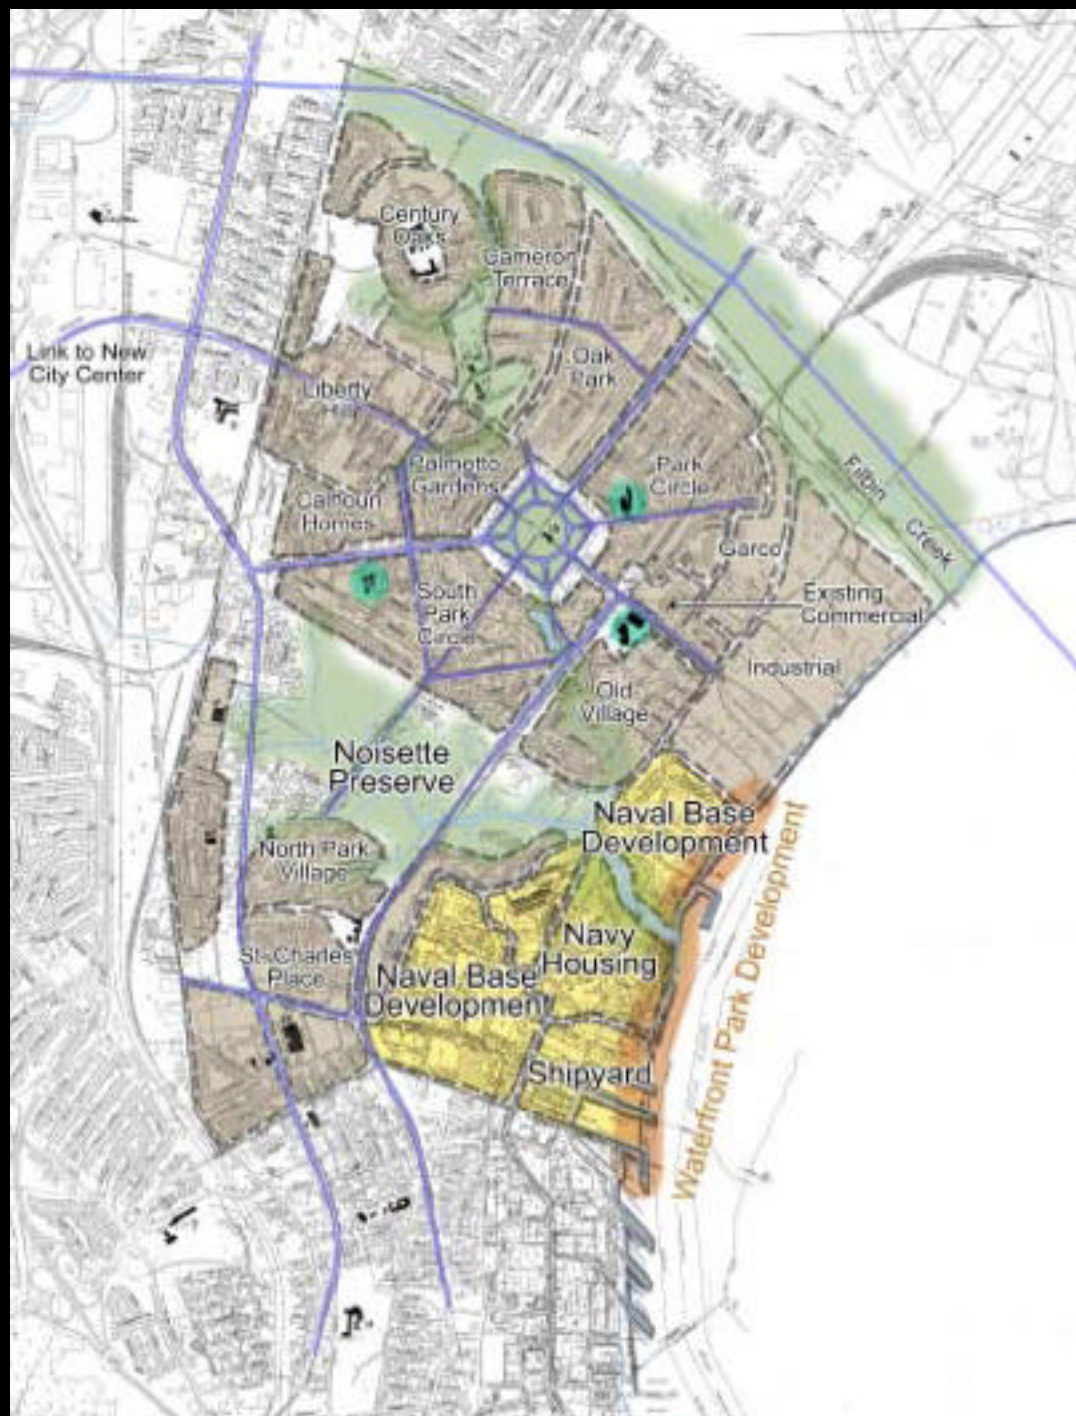 Century
Oaks
Cameron
Terrace
Link to New
City Center
Oak
Park
Liberty
Hill
Palmetto
Gardens
Park
Circle
Filbin
Creek
Calhoun
Homes
Garco
South
Park
Circle
Existing
Commercial
Industrial
Old
Village
Noisette
Preserve
Naval Base
Development
North Park
Village
Navy
Housing
St. Charles
Place
Naval Base
Development
Shipyard
Waterfront Park Development